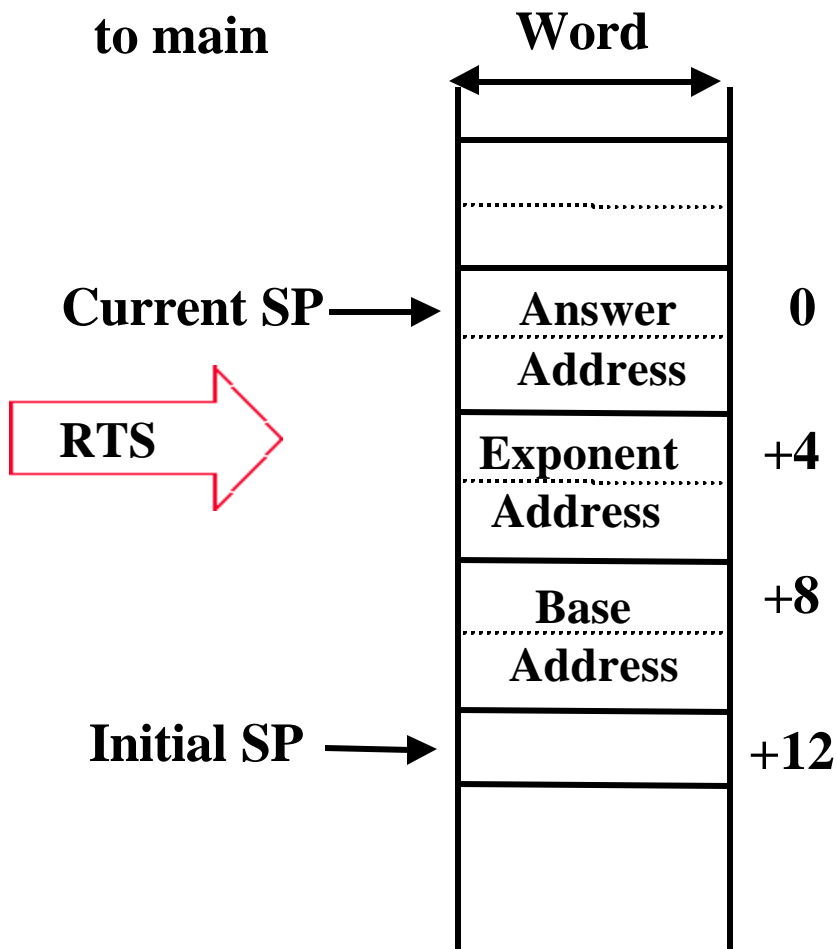 to main
Word
Current SP
Answer
0
Address
RTS
Exponent
+4
Address
Base
+8
Address
Initial SP
+12